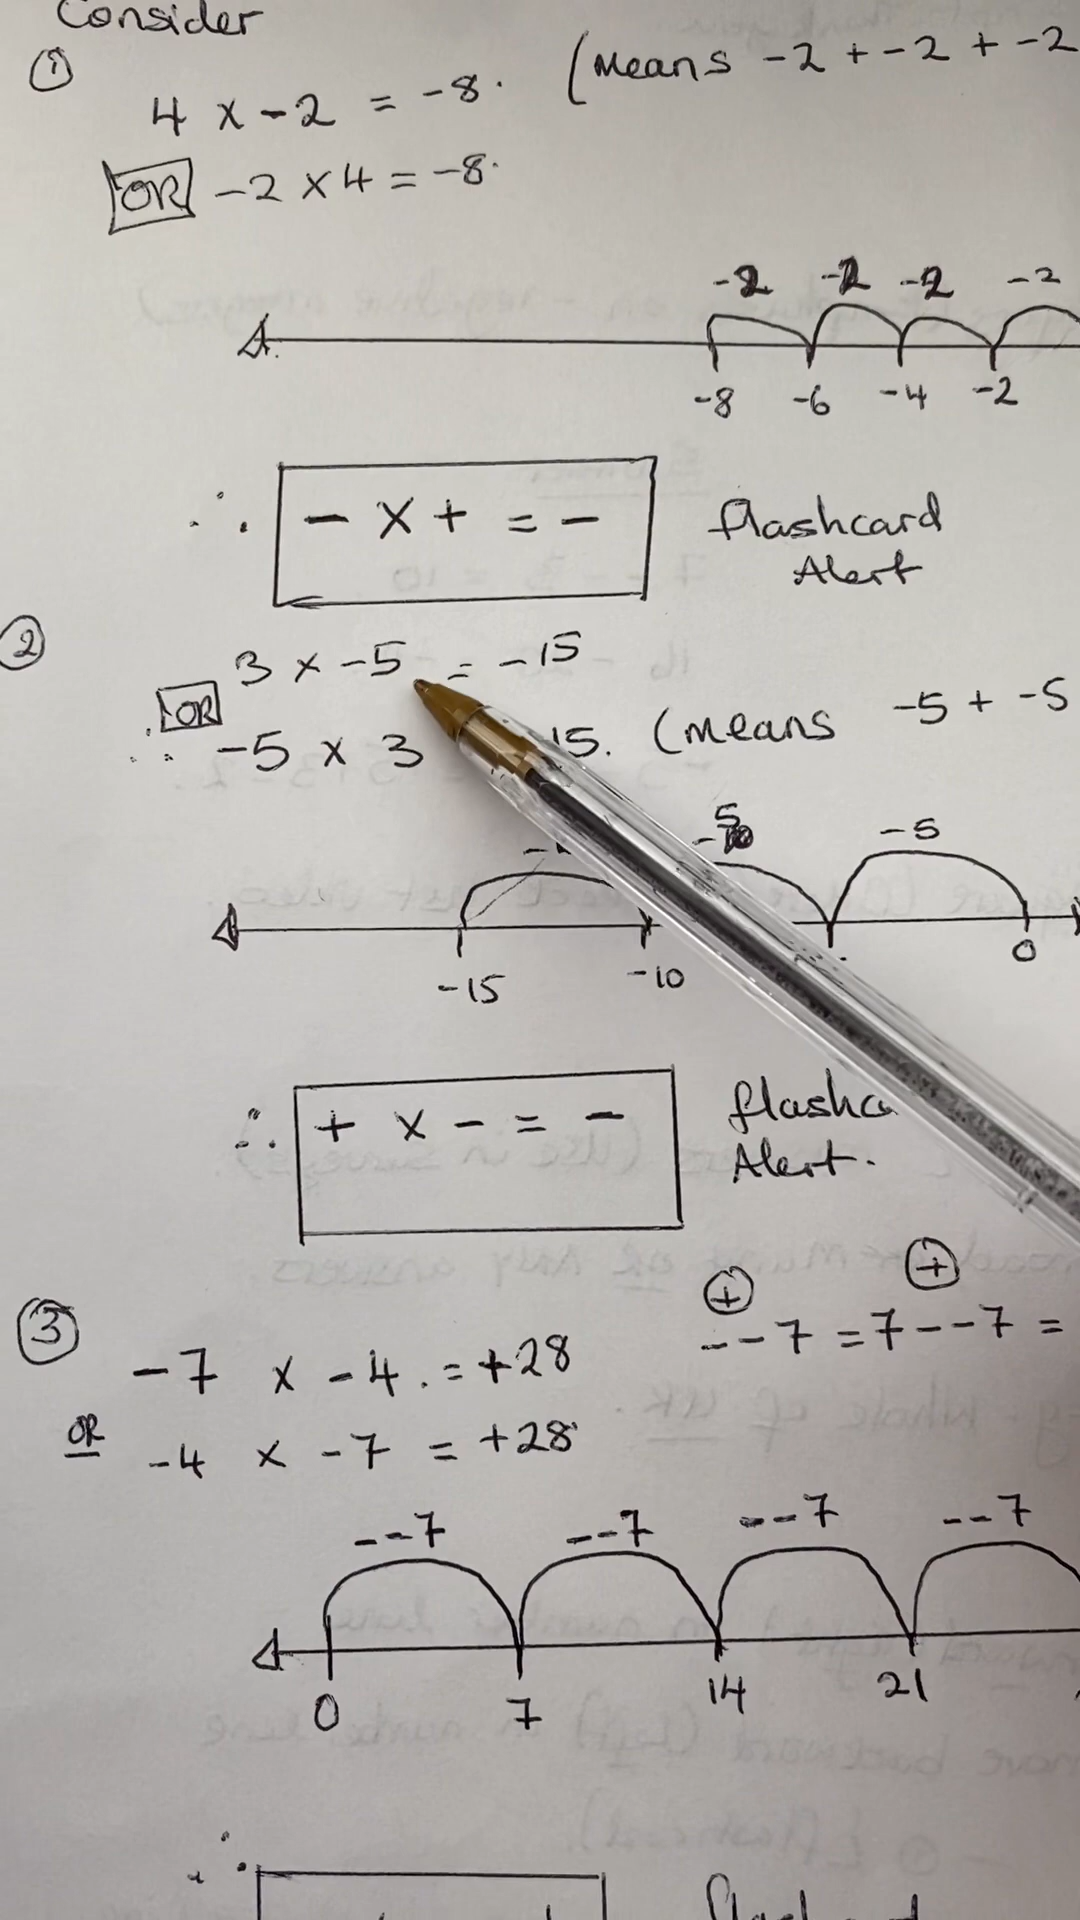 Consider
① 4 x -2 = -8. (Means -2 + -2 + -2
OR -2 x 4 = -8.
-2 -2 -2 -2
-8 -6 -4 -2
∴ - x + = - flashcard
Alert
② 3 x -5 = -15
OR
∴ -5 x 3 15. (means -5 + -5
-5 -5
-15 -10 0
∴ + x - = -
Alert.
③ -7 x -4 . = +28
+ +
--7 = 7--7 =
OR -4 x -7 = +28
--7 --7 --7 --7
0 7 14 21
∴